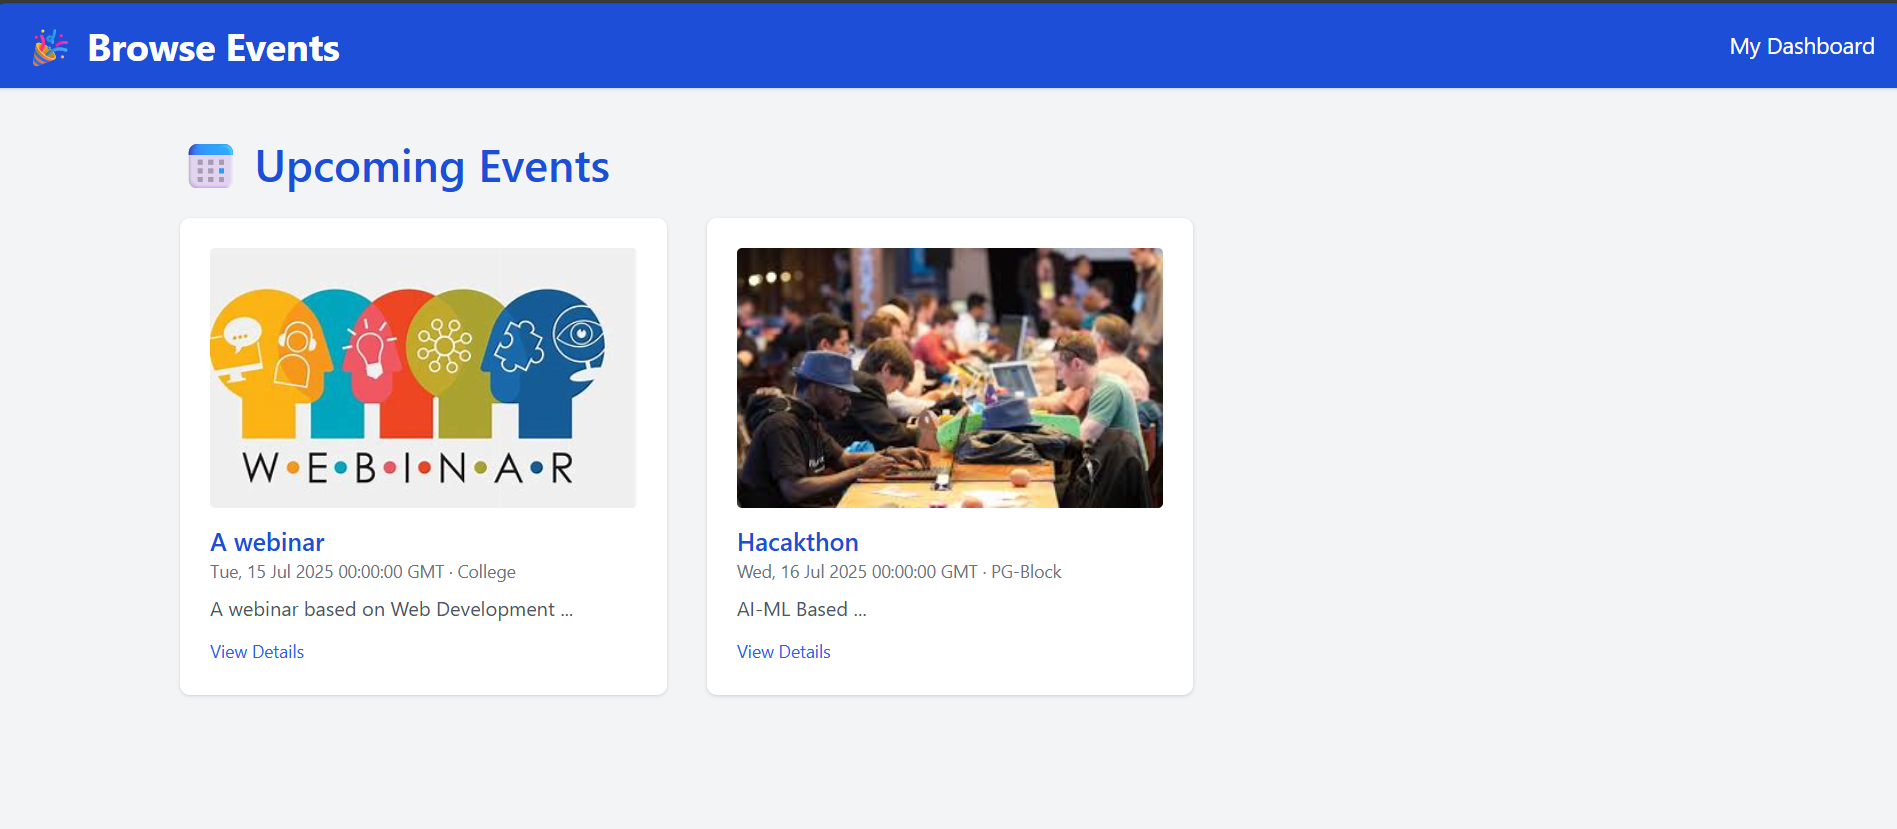 Browse Events
My Dashboard
Upcoming Events
W•E•B•I•N•A•R
A webinar
Tue, 15 Jul 2025 00:00:00 GMT · College
A webinar based on Web Development ...
View Details
Hacakthon
Wed, 16 Jul 2025 00:00:00 GMT · PG-Block
AI-ML Based ...
View Details